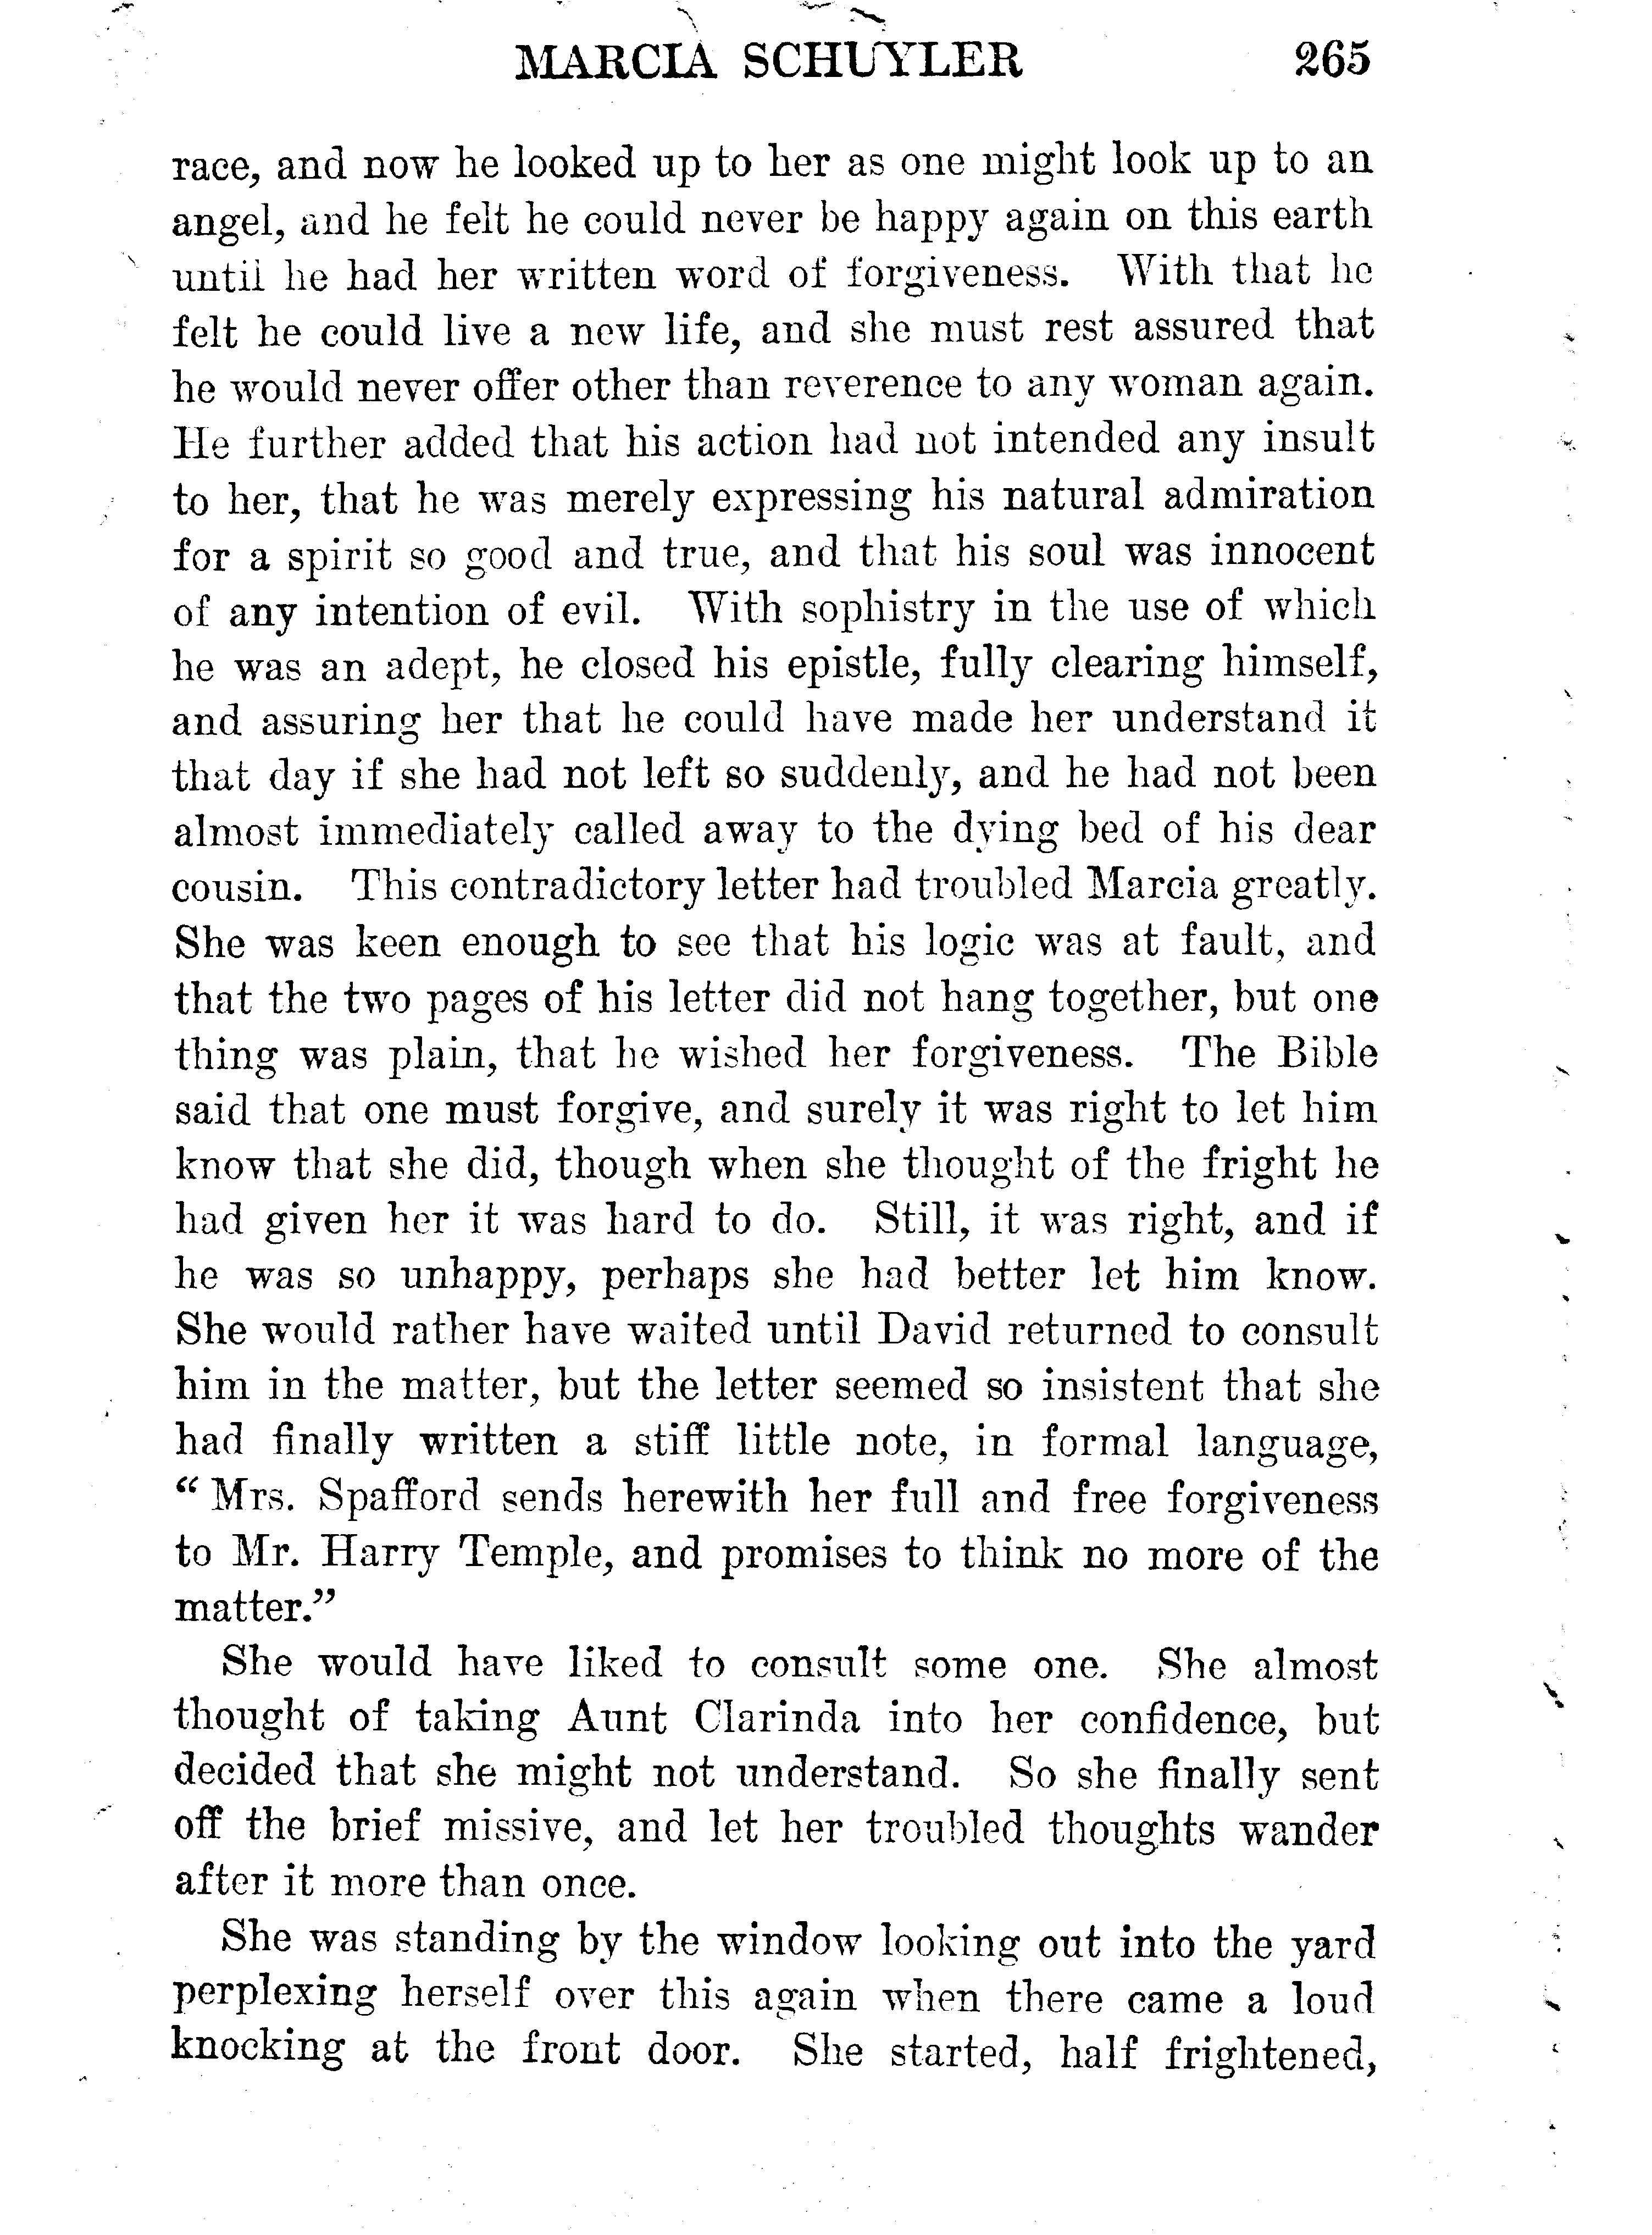 MARCIA SCHUYLER 265
race, and now he looked up to her as one might look up to an
angel, and he felt he could never be happy again on this earth
until he had her written word of forgiveness. With that he
felt he could live a new life, and she must rest assured that
he would never offer other than reverence to any woman again.
He further added that his action had not intended any insult
to her, that he was merely expressing his natural admiration
for a spirit so good and true, and that his soul was innocent
of any intention of evil. With sophistry in the use of which
he was an adept, he closed his epistle, fully clearing himself,
and assuring her that he could have made her understand it
that day if she had not left so suddenly, and he had not been
almost immediately called away to the dying bed of his dear
cousin. This contradictory letter had troubled Marcia greatly.
She was keen enough to see that his logic was at fault, and
that the two pages of his letter did not hang together, but one
thing was plain, that he wished her forgiveness. The Bible
said that one must forgive, and surely it was right to let him
know that she did, though when she thought of the fright he
had given her it was hard to do. Still, it was right, and if
he was so unhappy, perhaps she had better let him know.
She would rather have waited until David returned to consult
him in the matter, but the letter seemed so insistent that she
had finally written a stiff little note, in formal language,
“ Mrs. Spafford sends herewith her full and free forgiveness
to Mr. Harry Temple, and promises to think no more of the
matter.”
She would have liked to consult some one. She almost
thought of taking Aunt Clarinda into her confidence, but
decided that she might not understand. So she finally sent
off the brief missive, and let her troubled thoughts wander
after it more than once.
She was standing by the window looking out into the yard
perplexing herself over this again when there came a loud
knocking at the front door. She started, half frightened,